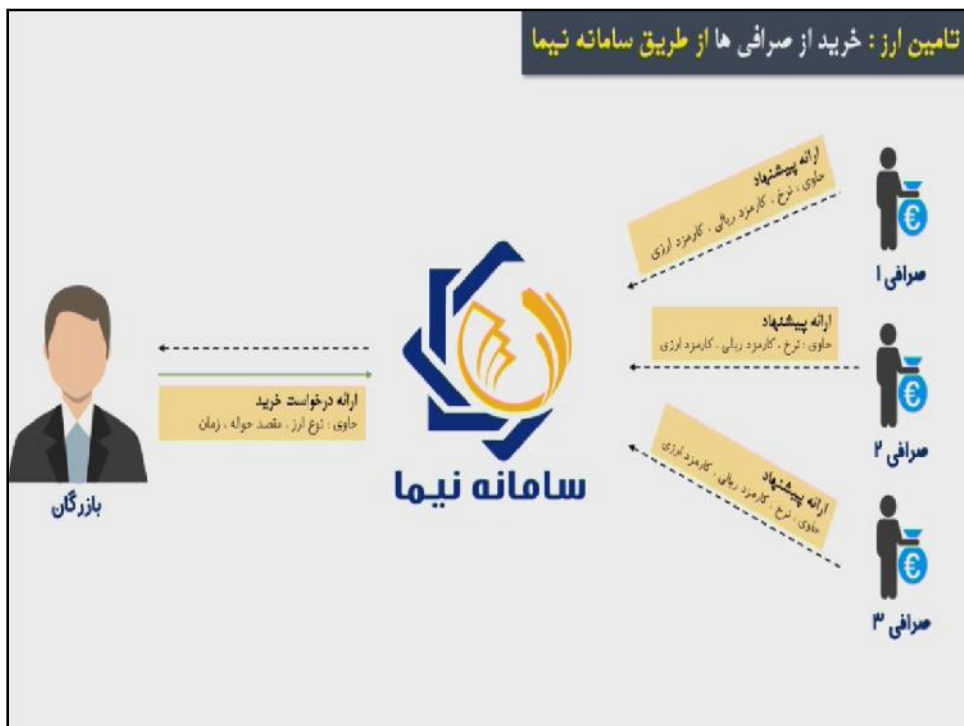 تامین ارز : خرید از صرافی ها از طریق سامانه نیما
ارائه پیشنهاد
حاوی : نرخ ، کارمزد ریالی ، کارمزد ارزی
صرافی ۱
ارائه پیشنهاد
حاوی : نرخ ، کارمزد ریالی ، کارمزد ارزی
صرافی ۲
ارائه پیشنهاد
حاوی : نرخ ، کارمزد ریالی ، کارمزد ارزی
صرافی ۳
سامانه نیما
ارائه درخواست خرید
حاوی : نوع ارز ، مقصد حواله ، زمان
بازرگان